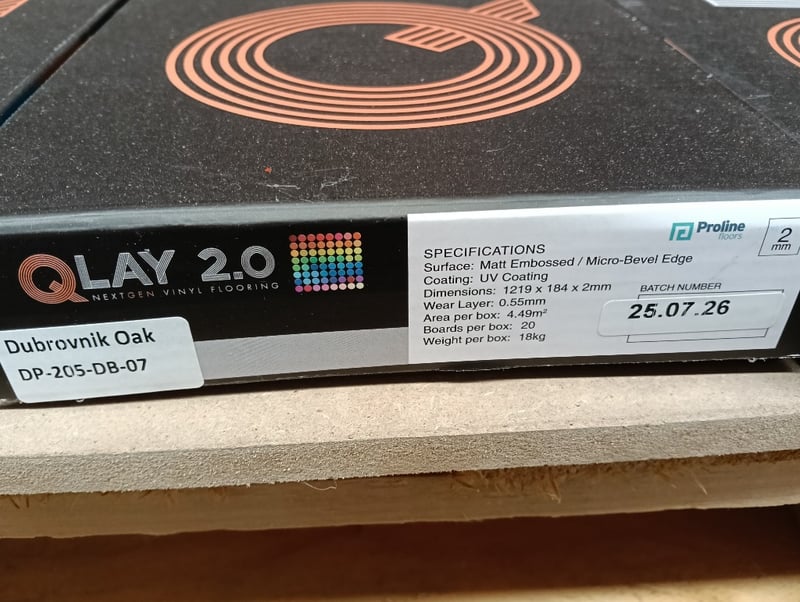 QLAY 2.0
NEXTGEN VINYL FLOORING
Dubrovnik Oak
DP-205-DB-07
Proline
floors
2
mm
SPECIFICATIONS
Surface: Matt Embossed / Micro-Bevel Edge
Coating: UV Coating
Dimensions: 1219 x 184 x 2mm
Wear Layer: 0.55mm
Area per box: 4.49m²
Boards per box: 20
Weight per box: 18kg
BATCH NUMBER
25.07.26